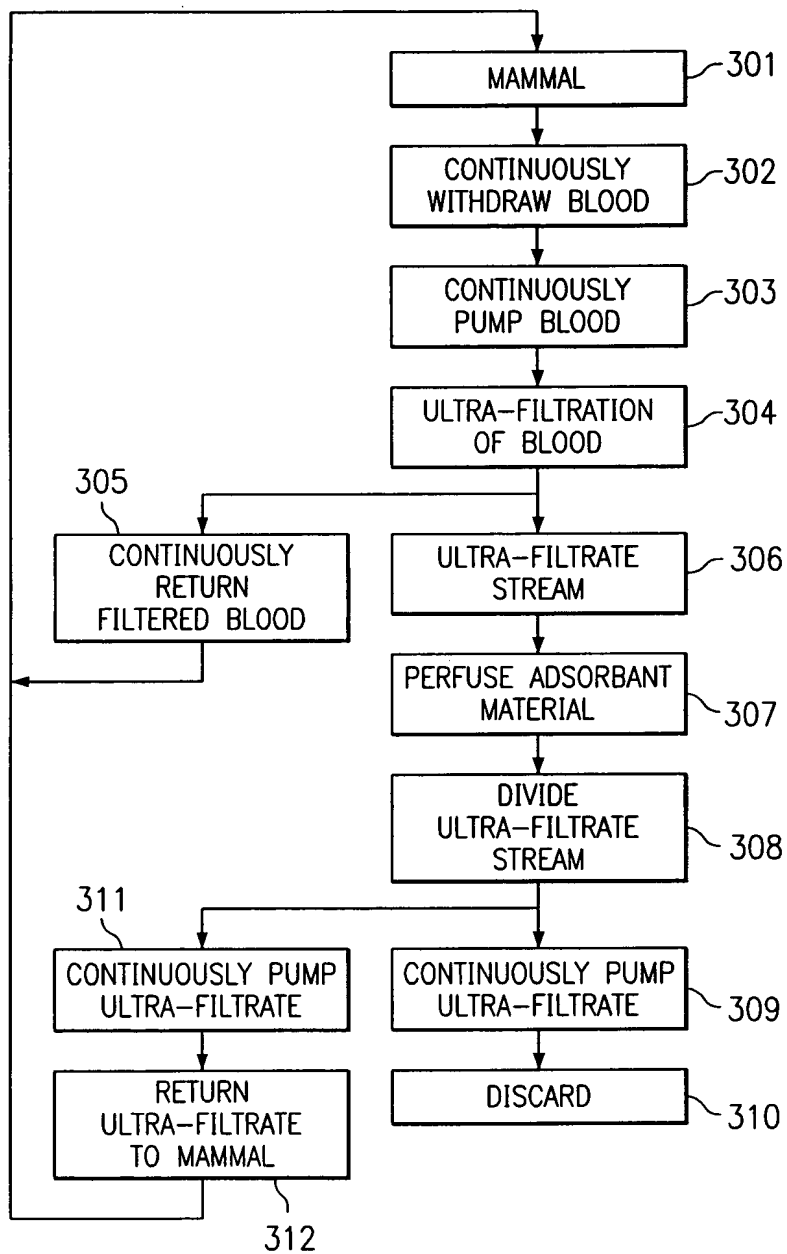 MAMMAL
301
CONTINUOUSLY
WITHDRAW BLOOD
302
CONTINUOUSLY
PUMP BLOOD
303
ULTRA-FILTRATION
OF BLOOD
304
305
CONTINUOUSLY
RETURN
FILTERED BLOOD
ULTRA-FILTRATE
STREAM
306
PERFUSE ADSORBANT
MATERIAL
307
DIVIDE
ULTRA-FILTRATE
STREAM
308
311
CONTINUOUSLY PUMP
ULTRA-FILTRATE
CONTINUOUSLY PUMP
ULTRA-FILTRATE
309
RETURN
ULTRA-FILTRATE
TO MAMMAL
312
DISCARD
310